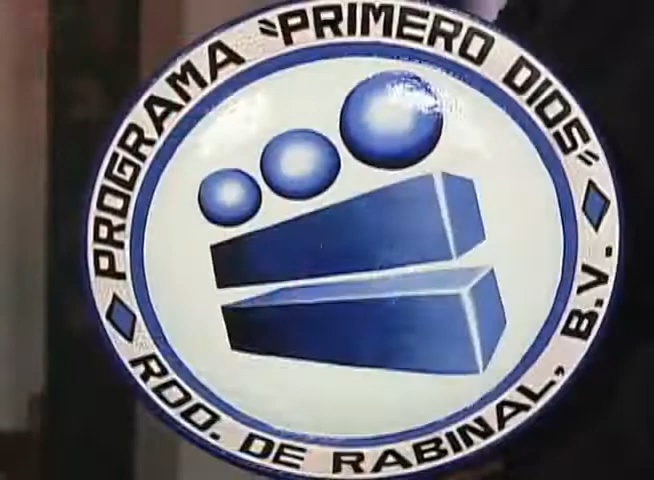 PROGRAMA "PRIMERO DIOS"
RDO. DE RABINAL, B.V.